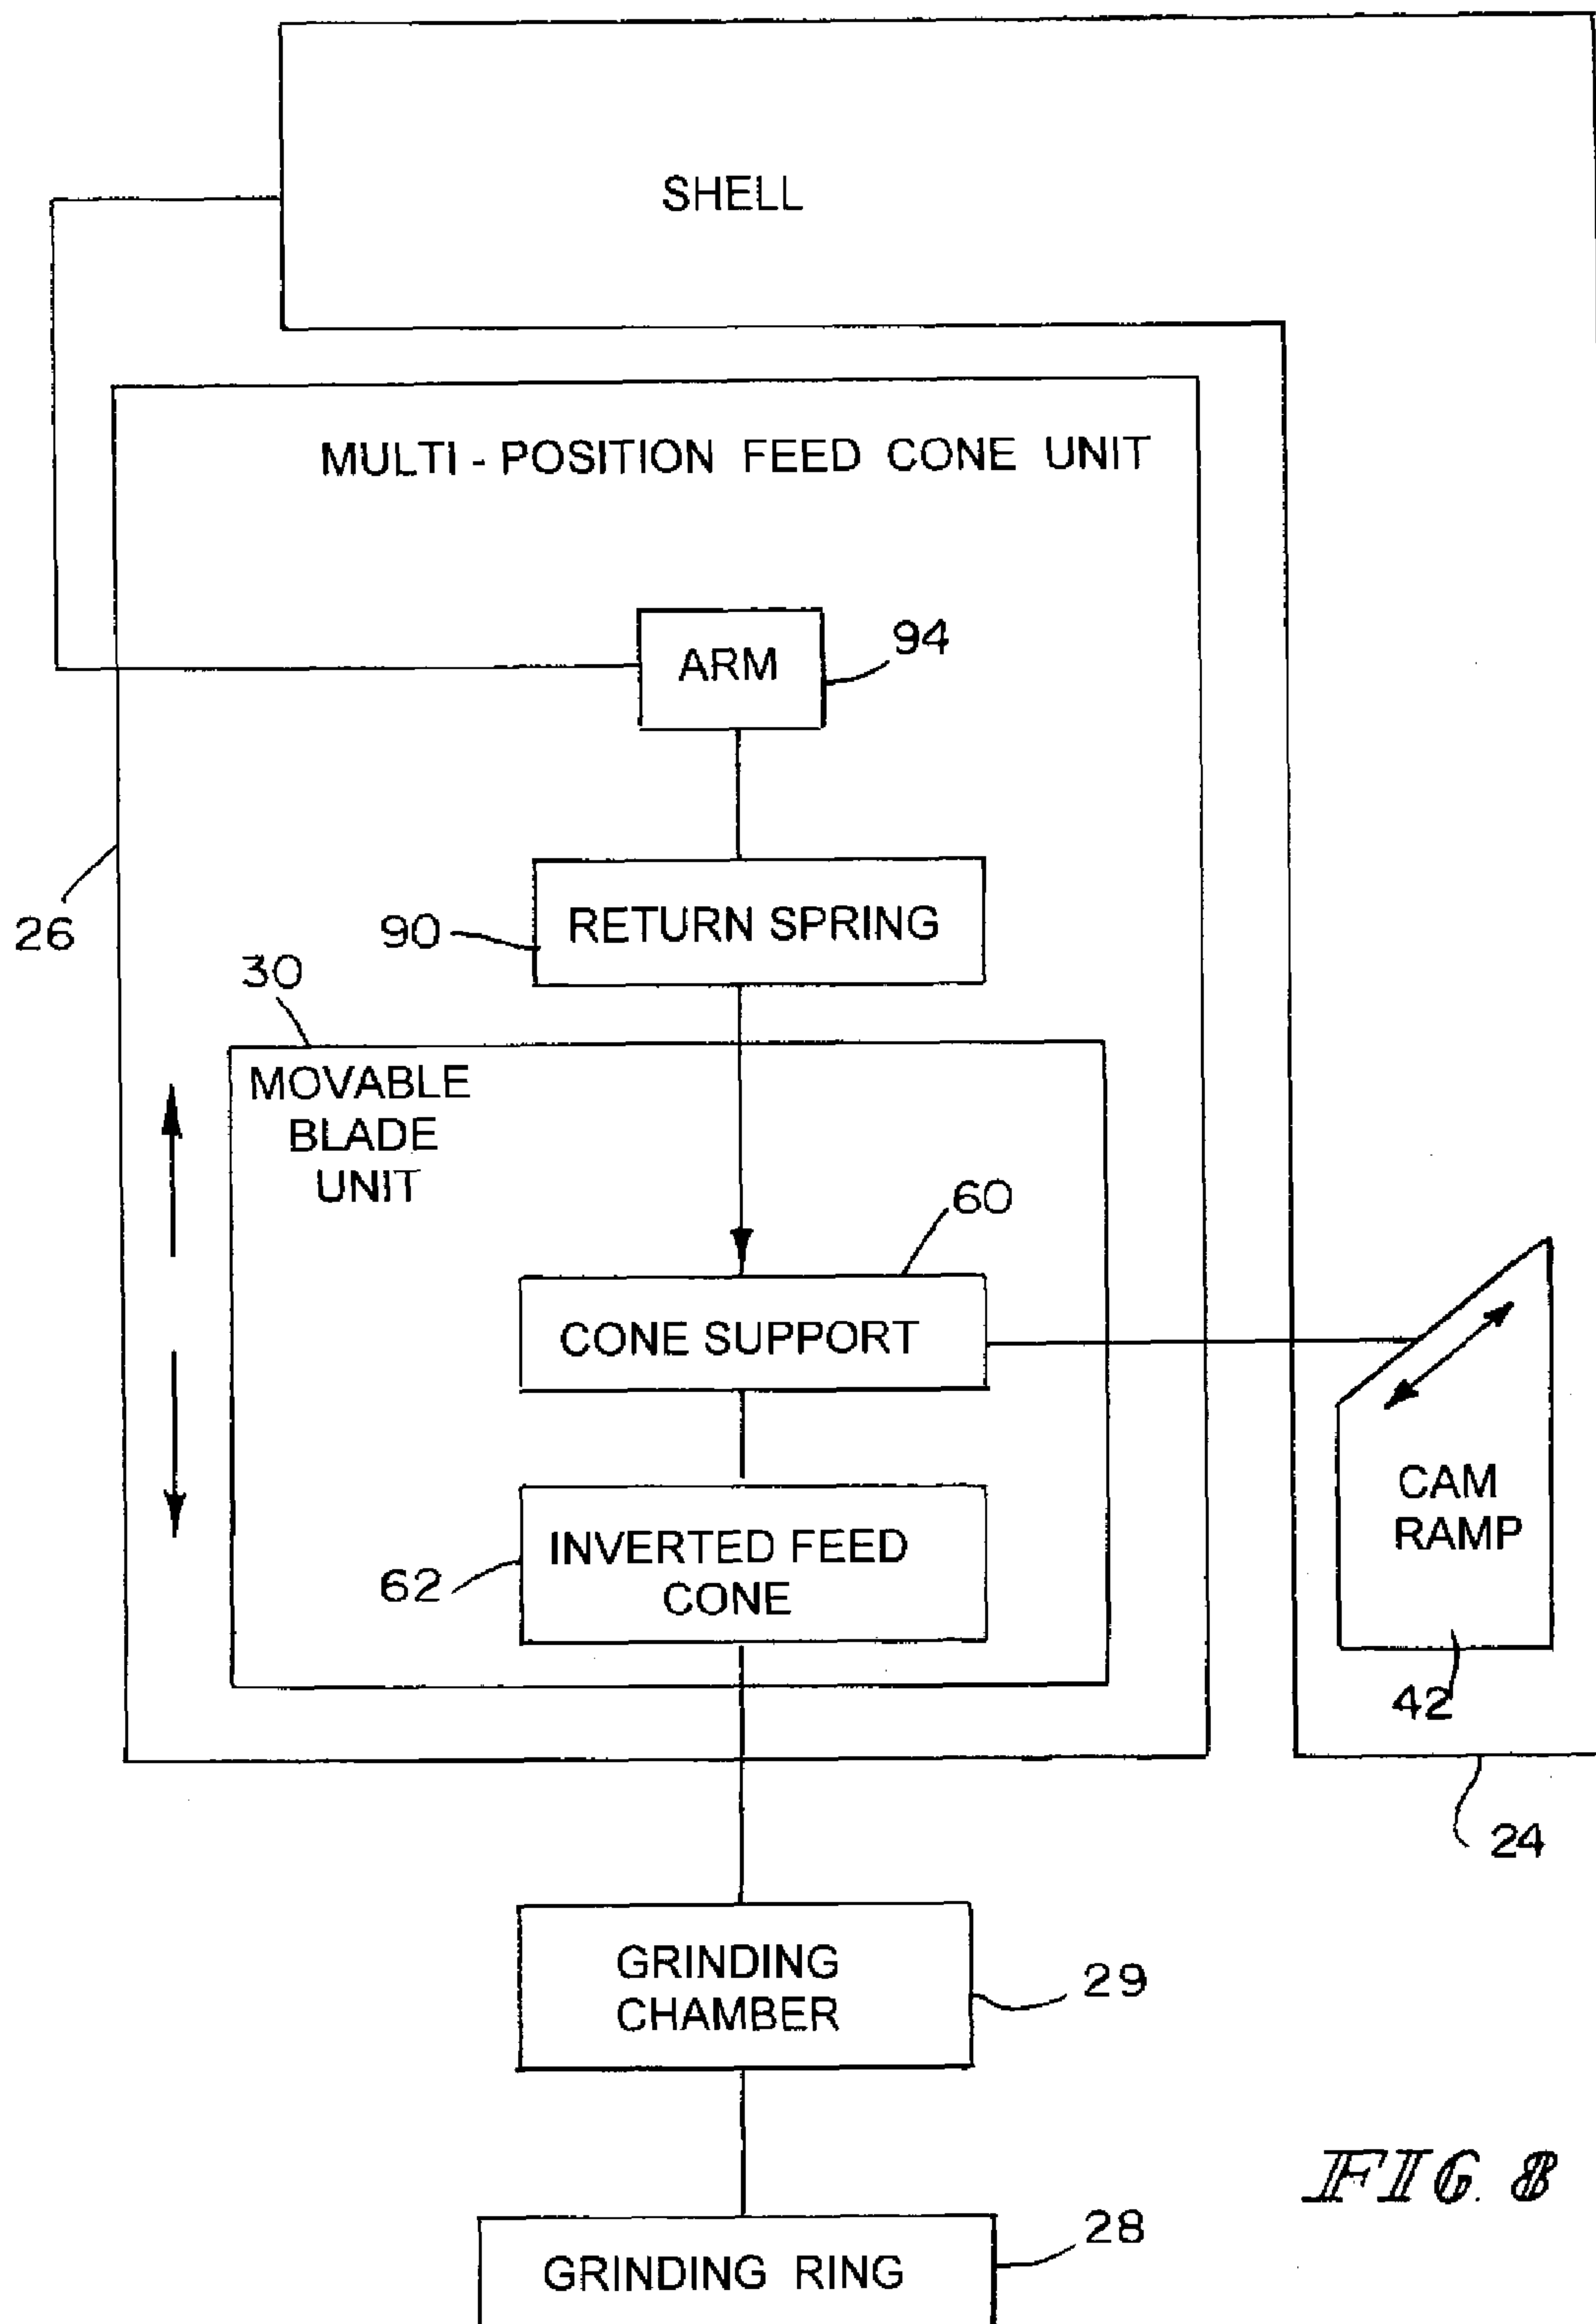 SHELL
MULTI - POSITION FEED CONE UNIT
ARM
94
26
90
RETURN SPRING
30
MOVABLE
BLADE
UNIT
60
CONE SUPPORT
CAM
RAMP
INVERTED FEED
CONE
62
42
24
GRINDING
CHAMBER
29
FIG. 8
28
GRINDING RING